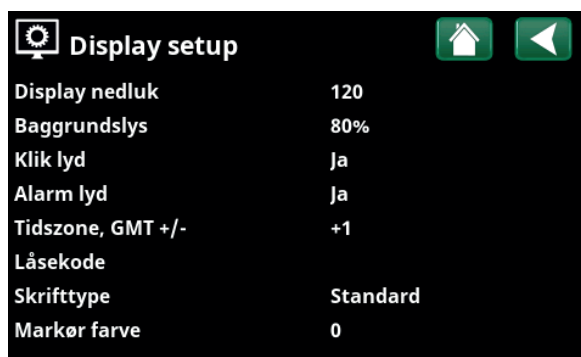 Display setup
Display nedluk 120
Baggrundslys 80%
Klik lyd Ja
Alarm lyd Ja
Tidszone, GMT +/- +1
Låsekode
Skrifttype Standard
Markør farve 0